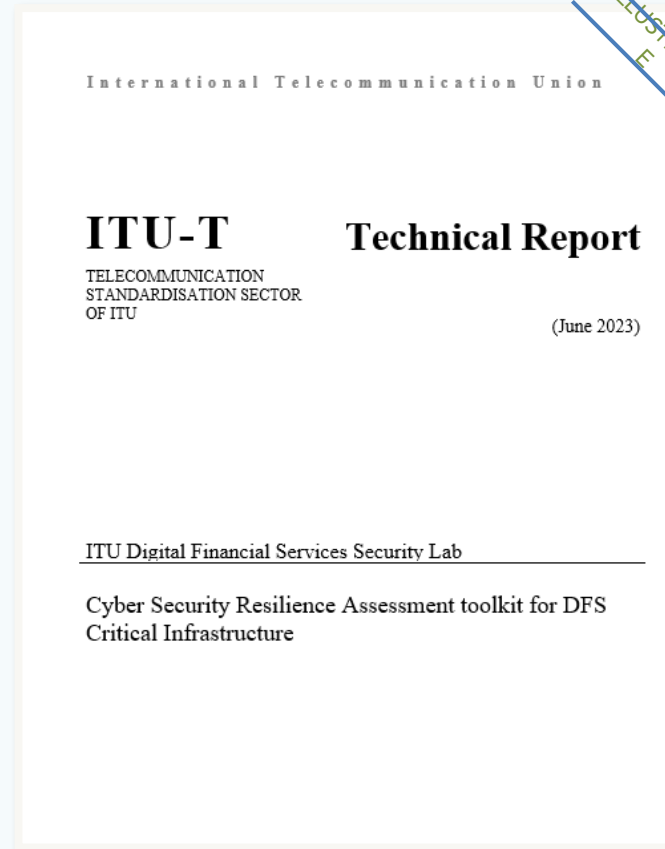 International Telecommunication Union
ITU-T
Technical Report
TELECOMMUNICATION
STANDARDISATION SECTOR
OF ITU
(June 2023)
ITU Digital Financial Services Security Lab
Cyber Security Resilience Assessment toolkit for DFS
Critical Infrastructure